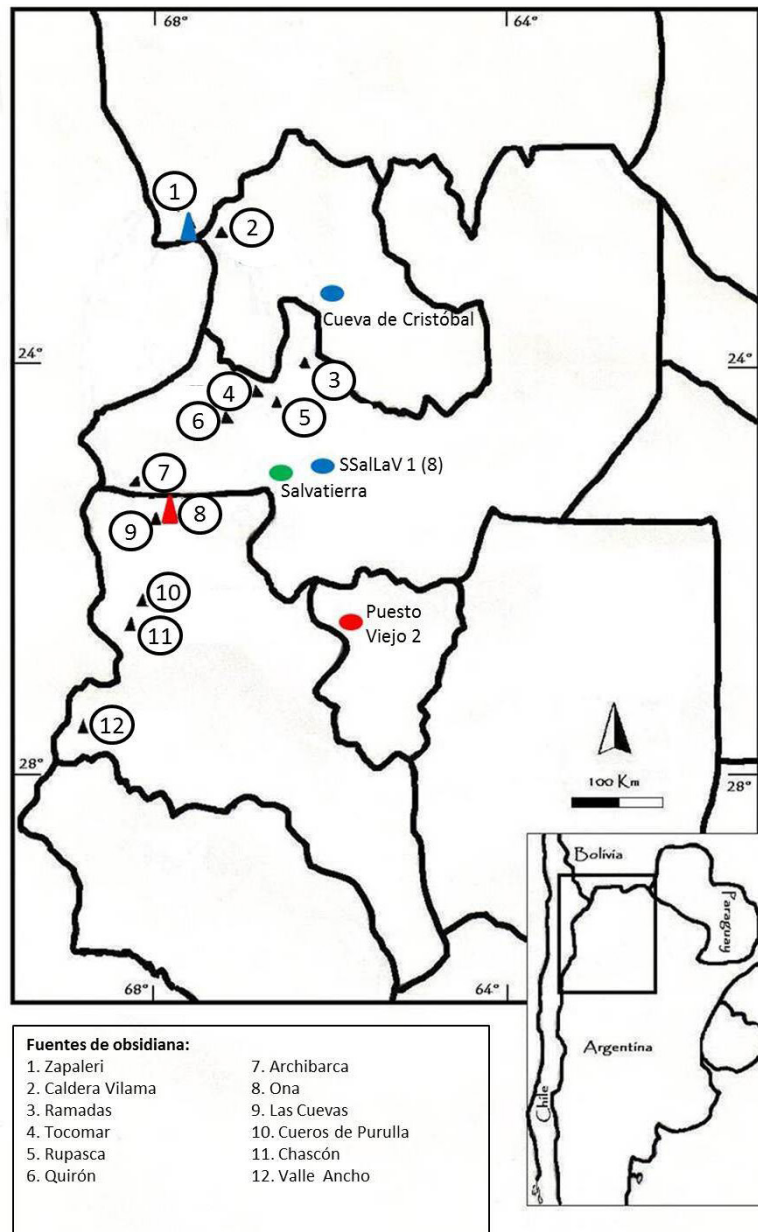 68°
64°
1
2
Cueva de Cristóbal
24°
24°
3
4
5
6
SSalLaV 1 (8)
7
Salvatierra
8
9
10
Puesto
Viejo 2
11
12
28°
28°
100 Km
68°
64°
Bolivia
Paraguay
Argentina
Chile
Fuentes de obsidiana:
1. Zapaleri
2. Caldera Vilama
3. Ramadas
4. Tocomar
5. Rupasca
6. Quirón
7. Archibarca
8. Ona
9. Las Cuevas
10. Cueros de Purulla
11. Chascón
12. Valle Ancho